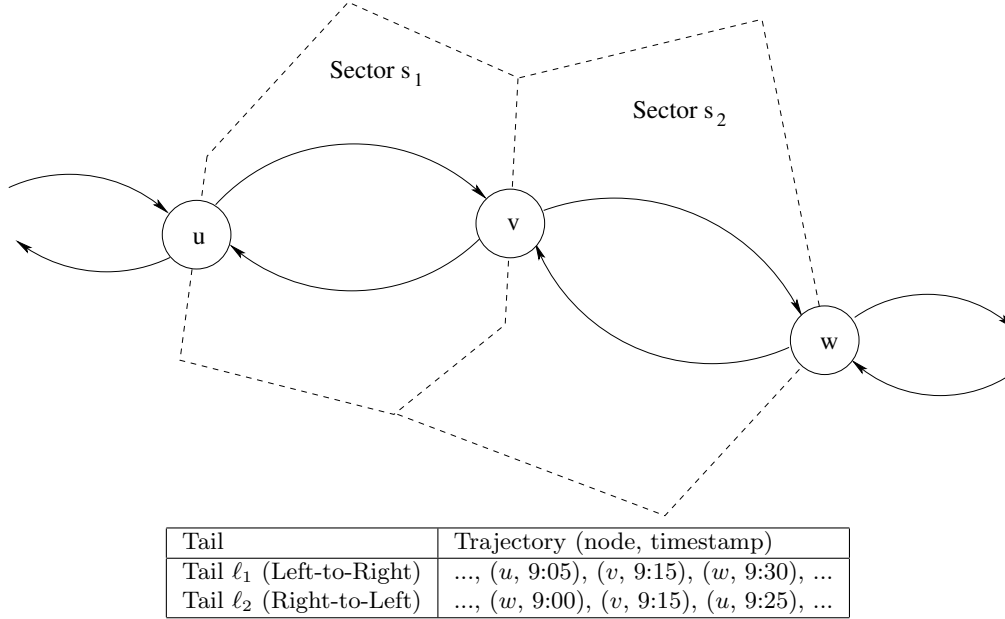 Sector s₁
Sector s₂
u
v
w
Tail Trajectory (node, timestamp)
Tail ℓ₁ (Left-to-Right) ..., (u, 9:05), (v, 9:15), (w, 9:30), ...
Tail ℓ₂ (Right-to-Left) ..., (w, 9:00), (v, 9:15), (u, 9:25), ...